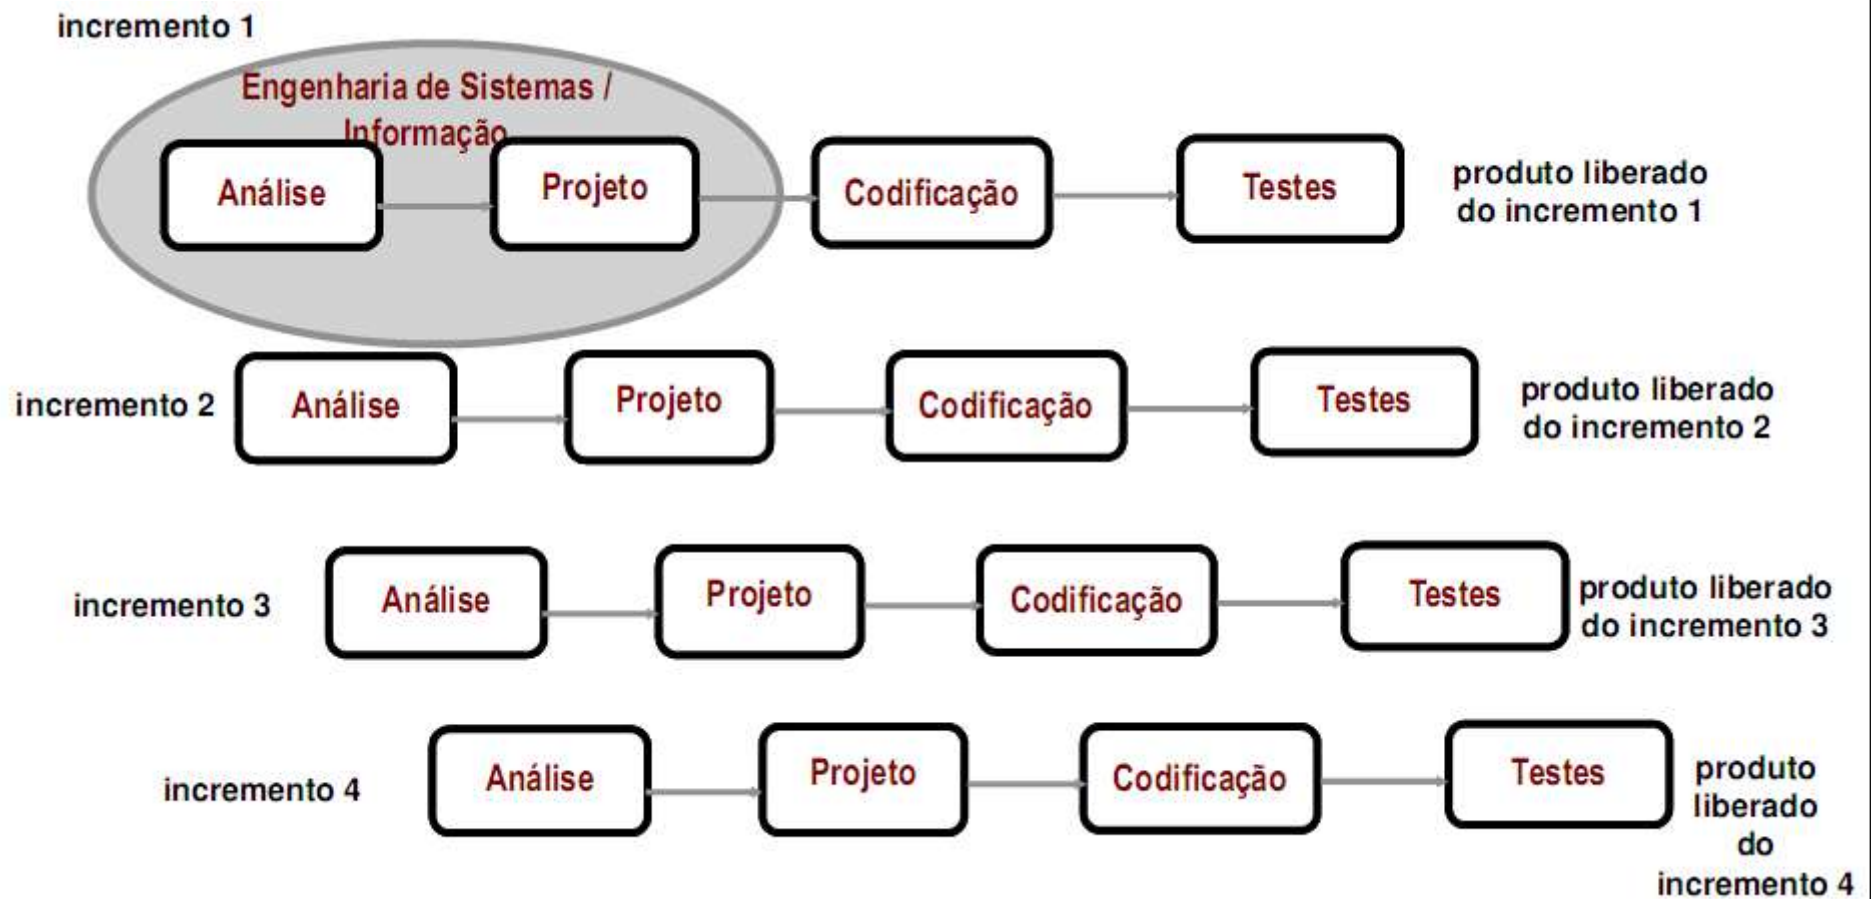 incremento 1
Engenharia de Sistemas /
Informação
Análise
Projeto
Codificação
Testes
produto liberado
do incremento 1
incremento 2
Análise
Projeto
Codificação
Testes
produto liberado
do incremento 2
incremento 3
Análise
Projeto
Codificação
Testes
produto liberado
do incremento 3
incremento 4
Análise
Projeto
Codificação
Testes
produto
liberado
do
incremento 4